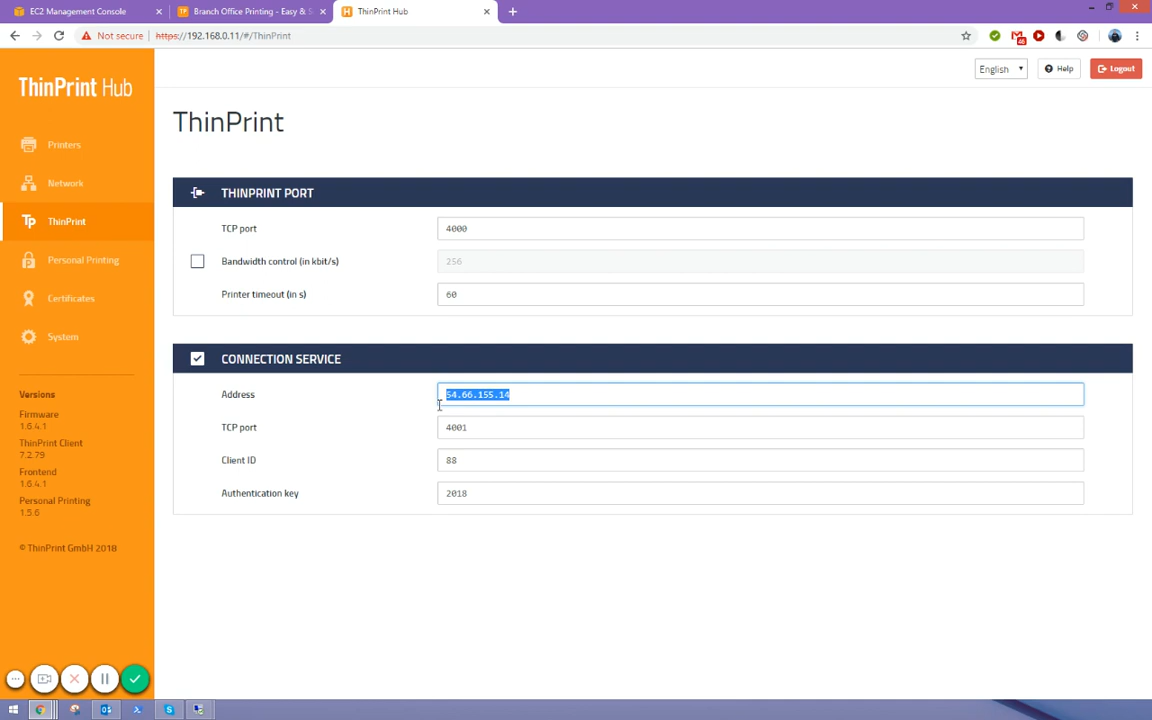 EC2 Management Console
Branch Office Printing - Easy & S
ThinPrint Hub
Not secure https://192.168.0.11/#/ThinPrint
ThinPrint Hub
English
Help
Logout
Printers
Network
Tp ThinPrint
Personal Printing
Certificates
System
Versions
Firmware
1.6.4.1
ThinPrint Client
7.2.79
Frontend
1.6.4.1
Personal Printing
1.5.6
© ThinPrint GmbH 2018
ThinPrint
THINPRINT PORT
TCP port 4000
Bandwidth control (in kbit/s) 256
Printer timeout (in s) 60
CONNECTION SERVICE
Address 54.66.155.14
TCP port 4001
Client ID 88
Authentication key 2018